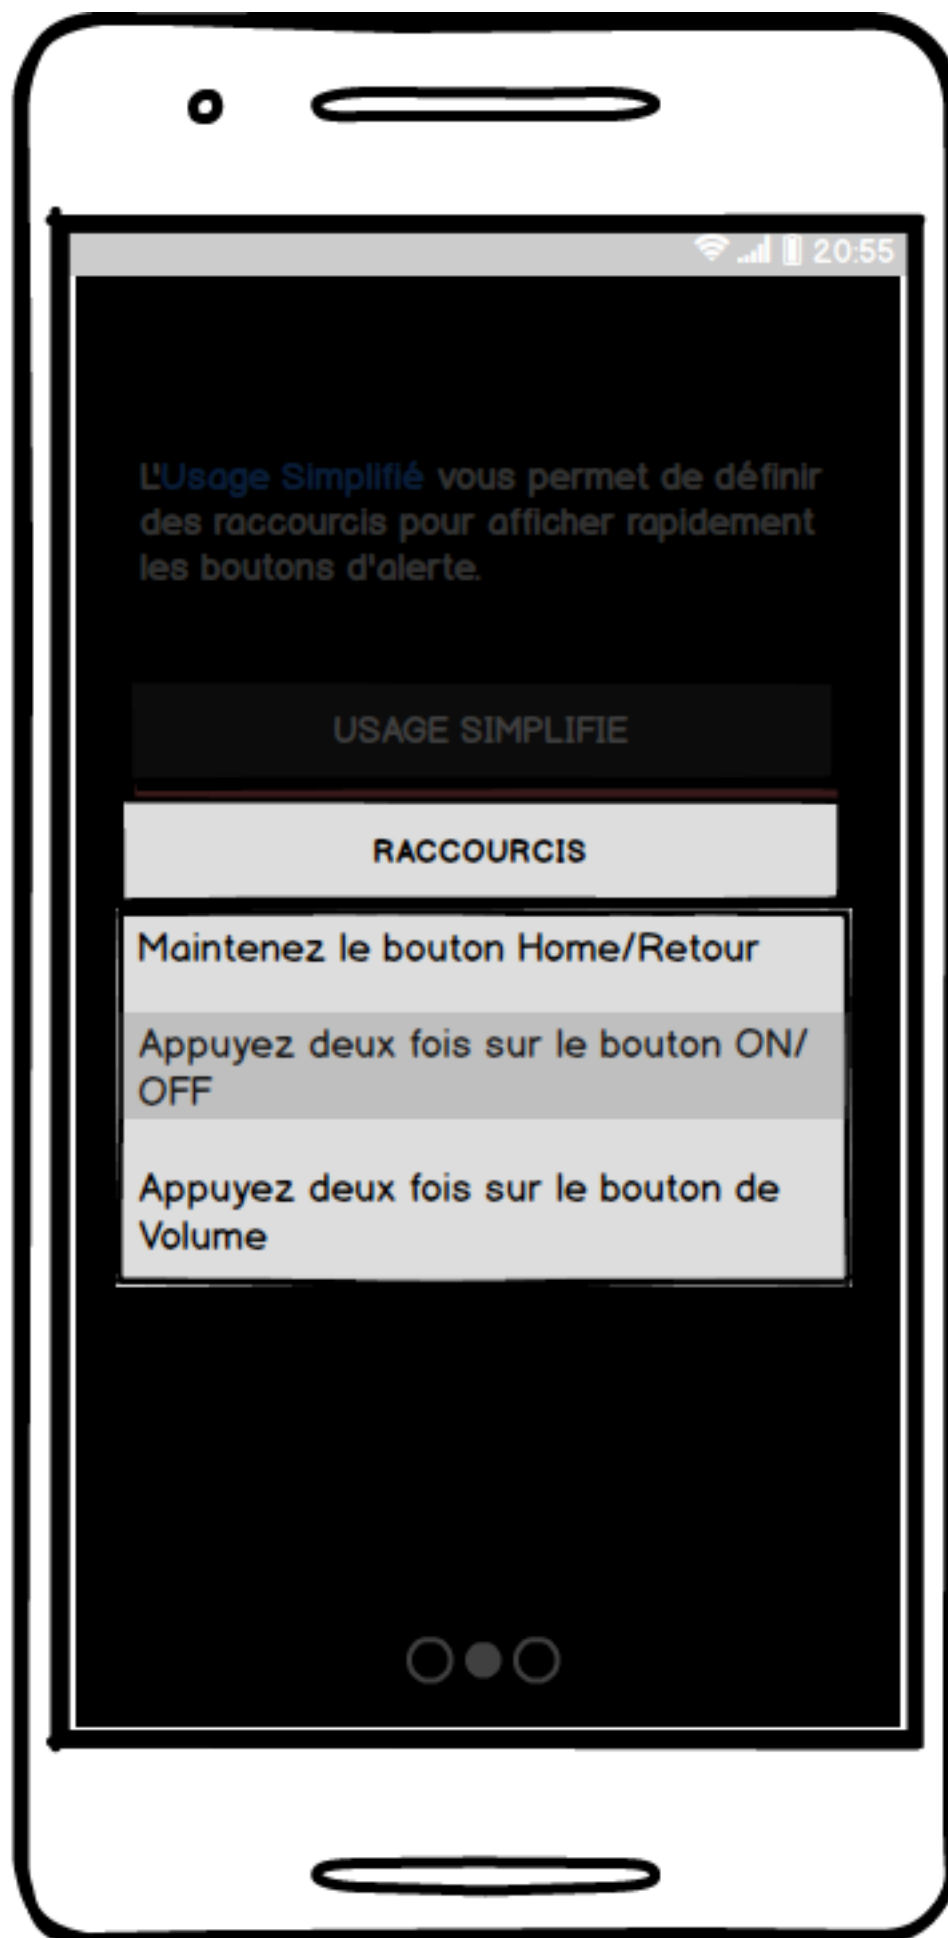 20:55
L'Usage Simplifié vous permet de définir
des raccourcis pour afficher rapidement
les boutons d'alerte.
USAGE SIMPLIFIE
RACCOURCIS
Maintenez le bouton Home/Retour
Appuyez deux fois sur le bouton ON/
OFF
Appuyez deux fois sur le bouton de
Volume